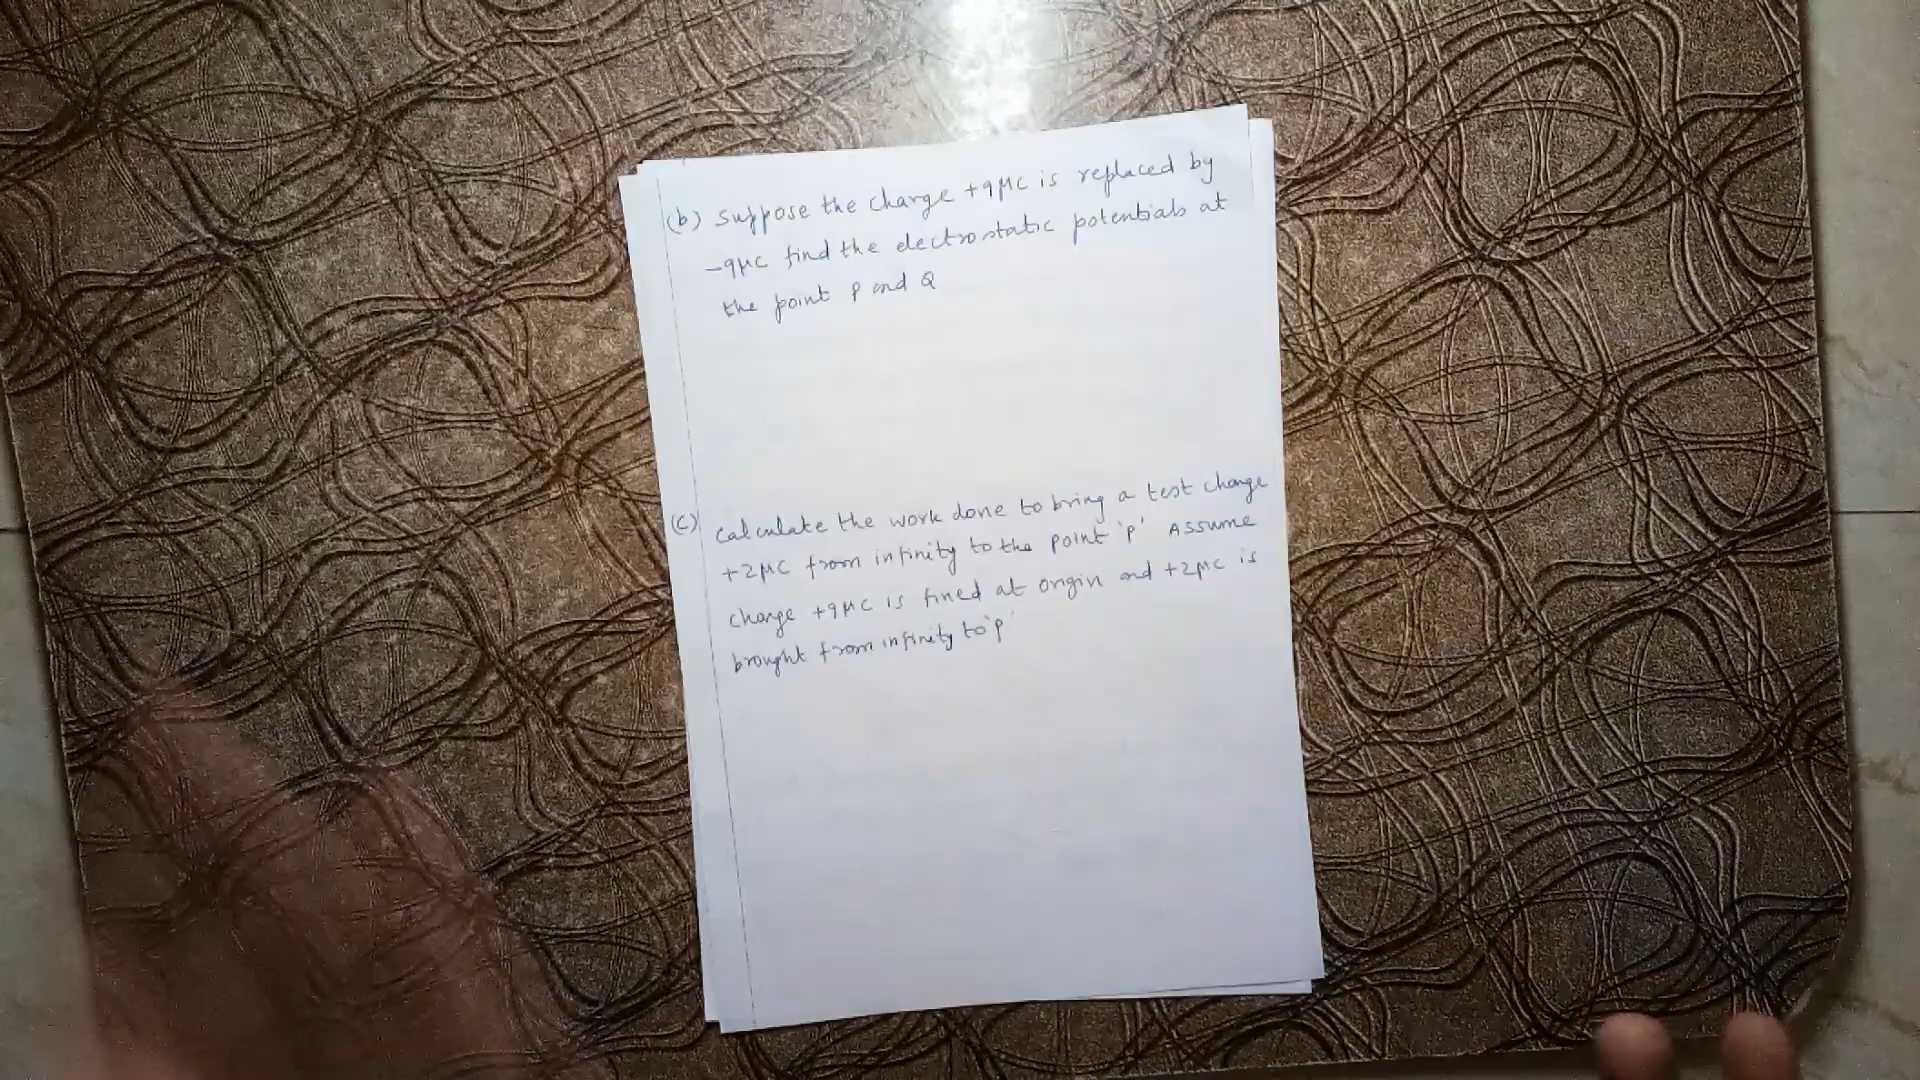 (b) Suppose the charge +9μC is replaced by
-9μC find the electrostatic potentials at
the point P and Q
(C) calculate the work done to bring a test charge
+2μC from infinity to the point 'p' Assume
charge +9μC is fined at origin and +2μC is
brought from infinity to 'p'